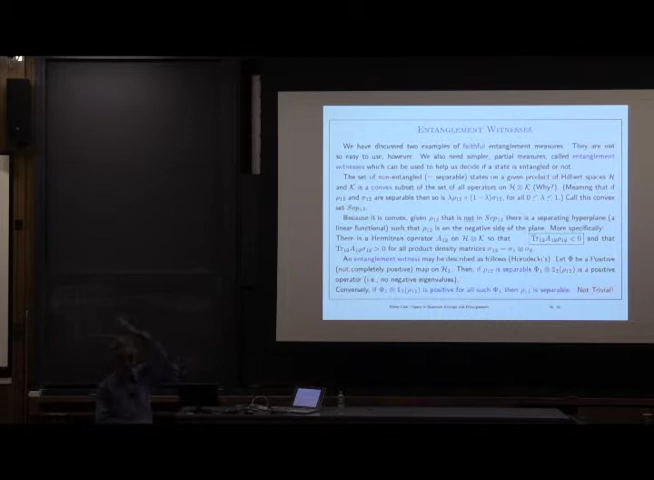 ENTANGLEMENT WITNESSES
We have discussed two examples of faithful entanglement measures. They are not
so easy to use, however. We also need simpler, partial measures, called entanglement
witnesses which can be used to help us decide if a state is entangled or not.
The set of non-entangled (= separable) states on a given product of Hilbert spaces H
and K is a convex subset of the set of all operators on H ⊗ K (Why?). (Meaning that if
ρ₁₂ and σ₁₂ are separable then so is λρ₁₂ + (1−λ)σ₁₂, for all 0 ≤ λ ≤ 1.) Call this convex
set Sep₁₂.
Because it is convex, given ρ₁₂ that is not in Sep₁₂ there is a separating hyperplane (a
linear functional) such that ρ₁₂ is on the negative side of the plane. More specifically:
There is a Hermitean operator A₁₂ on H ⊗ K so that Tr₁₂A₁₂ρ₁₂ < 0 and that
Tr₁₂A₁₂σ₁₂ > 0 for all product density matrices σ₁₂ = σ₁ ⊗ σ₂.
An entanglement witness may be described as follows (Horodecki's). Let Φ be a Positive
(not completely positive) map on
Then, if ρ₁₂ is separable Φ₁ ⊗ 1₂(ρ₁₂) is a positive
operator (i.e., no negative eigenvalues).
Conversely, if Φ₁ ⊗ 1₂(ρ₁₂) is positive for all such Φ₁ then ρ₁₂ is separable. Not Trivial!